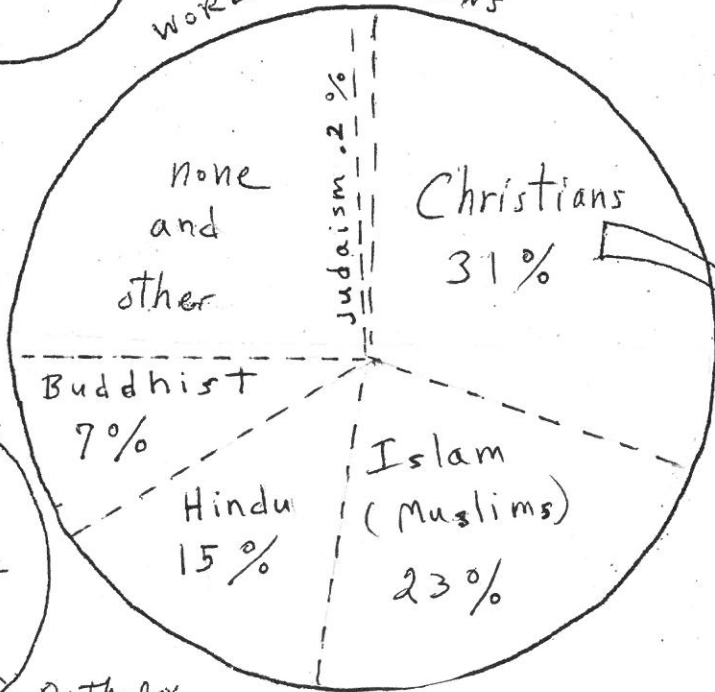 none
and
other
Judaism .2%
Christians
31%
Buddhist
7%
Hindu
15%
Islam
(Muslims)
23%